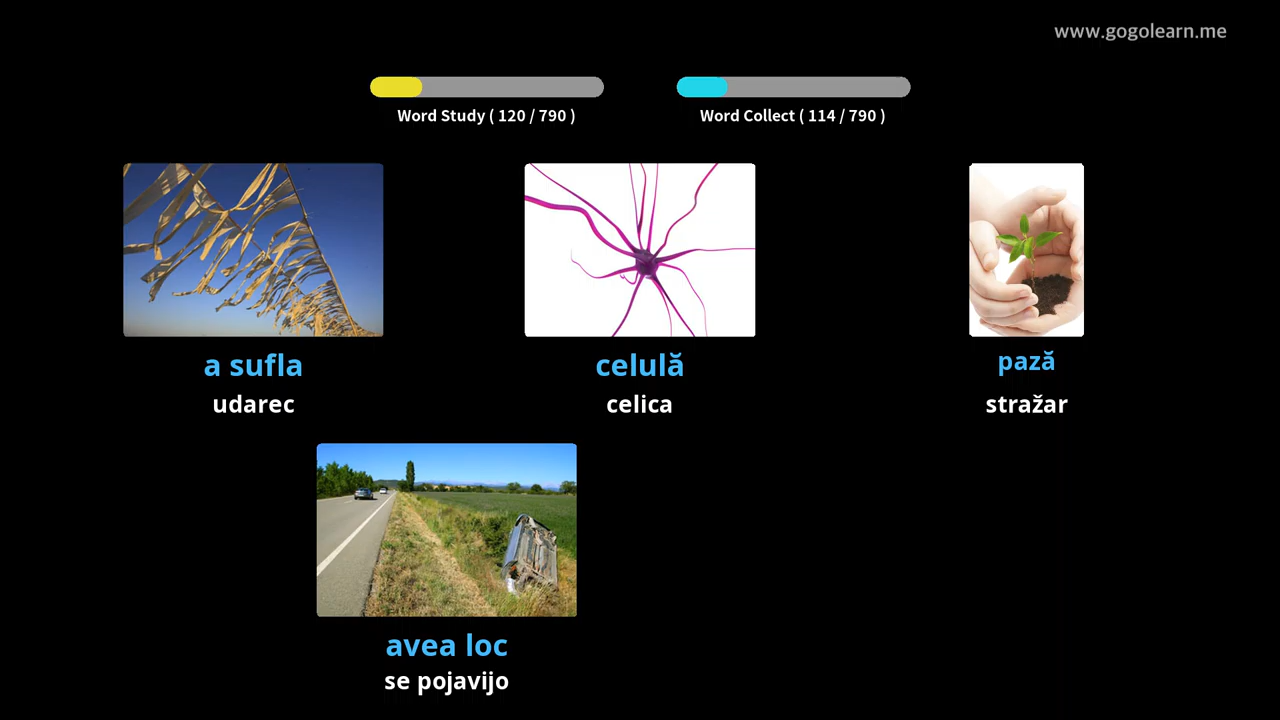 www.gogolearn.me
Word Study ( 120 / 790 )
Word Collect ( 114 / 790 )
a sufla
udarec
celulă
celica
pază
stražar
avea loc
se pojavijo